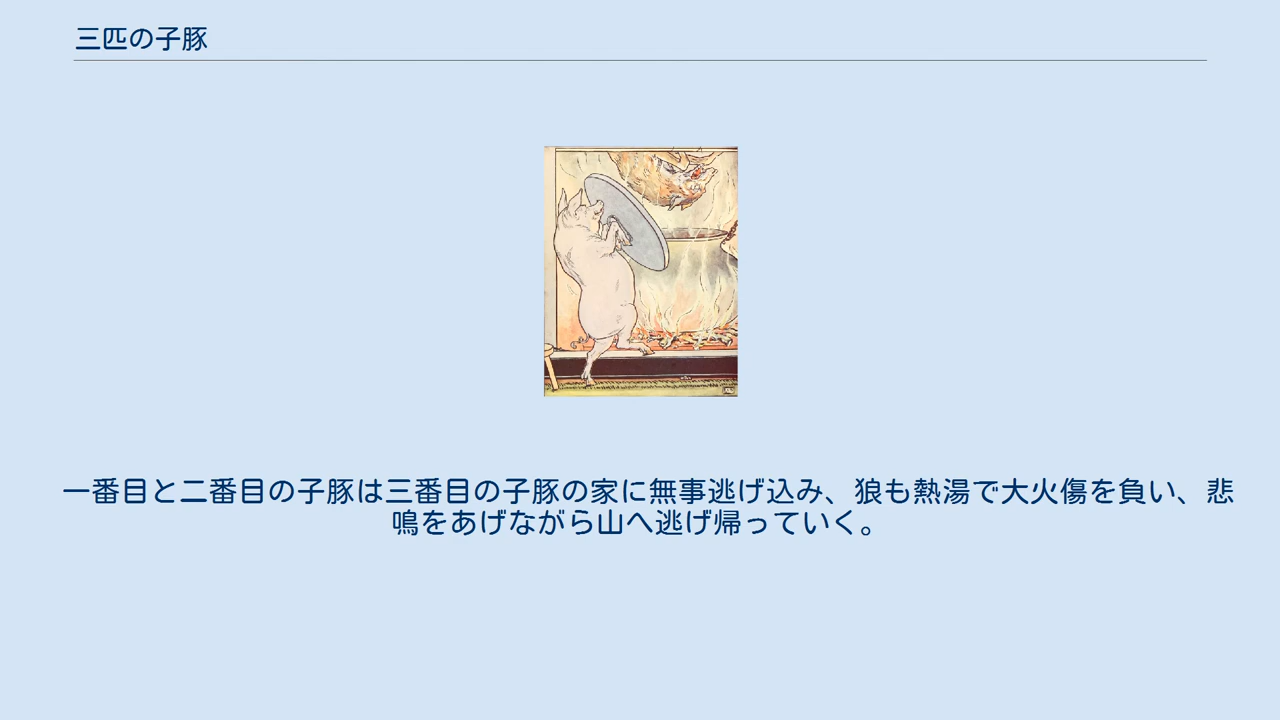 三匹の子豚
一番目と二番目の子豚は三番目の子豚の家に無事逃げ込み、狼も熱湯で大火傷を負い、悲
鳴をあげながら山へ逃げ帰っていく。